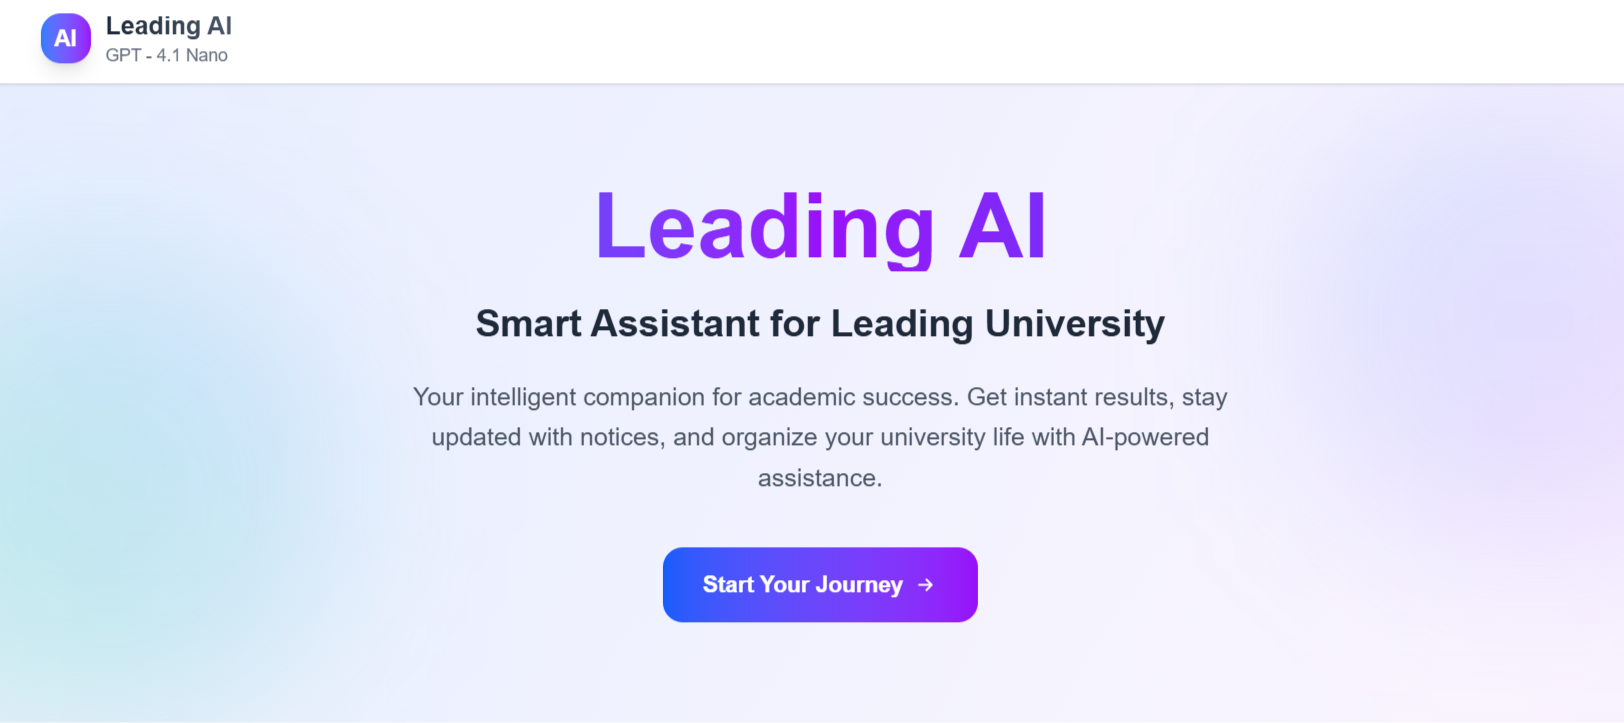 AI
Leading AI
GPT - 4.1 Nano
Leading AI
Smart Assistant for Leading University
Your intelligent companion for academic success. Get instant results, stay
updated with notices, and organize your university life with AI-powered
assistance.
Start Your Journey →